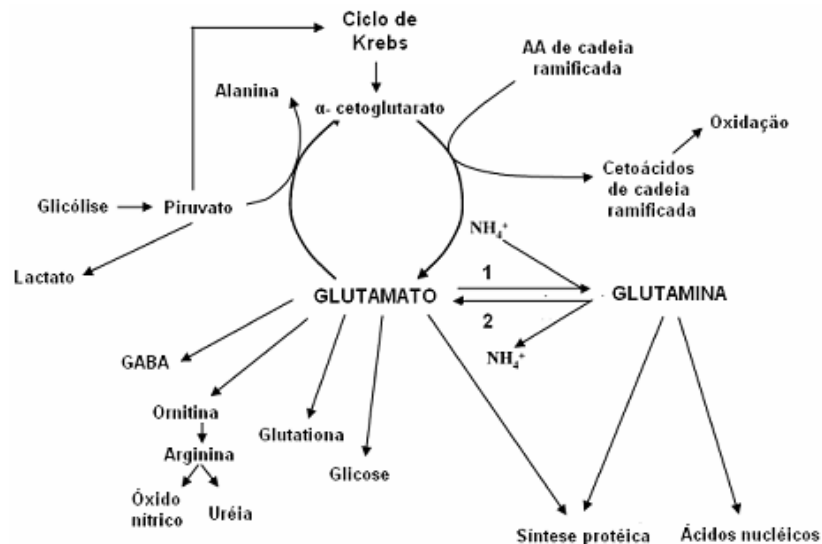 Ciclo de
Krebs
AA de cadeia
ramificada
Alanina
α- cetoglutarato
Oxidação
Cetoácidos
de cadeia
ramificada
Glicólise
Piruvato
NH₄⁺
Lactato
1
GLUTAMATO
GLUTAMINA
2
NH₄⁺
GABA
Ornitina
Glutationa
Arginina
Glicose
Óxido
nítrico
Uréia
Síntese protéica
Ácidos nucléicos